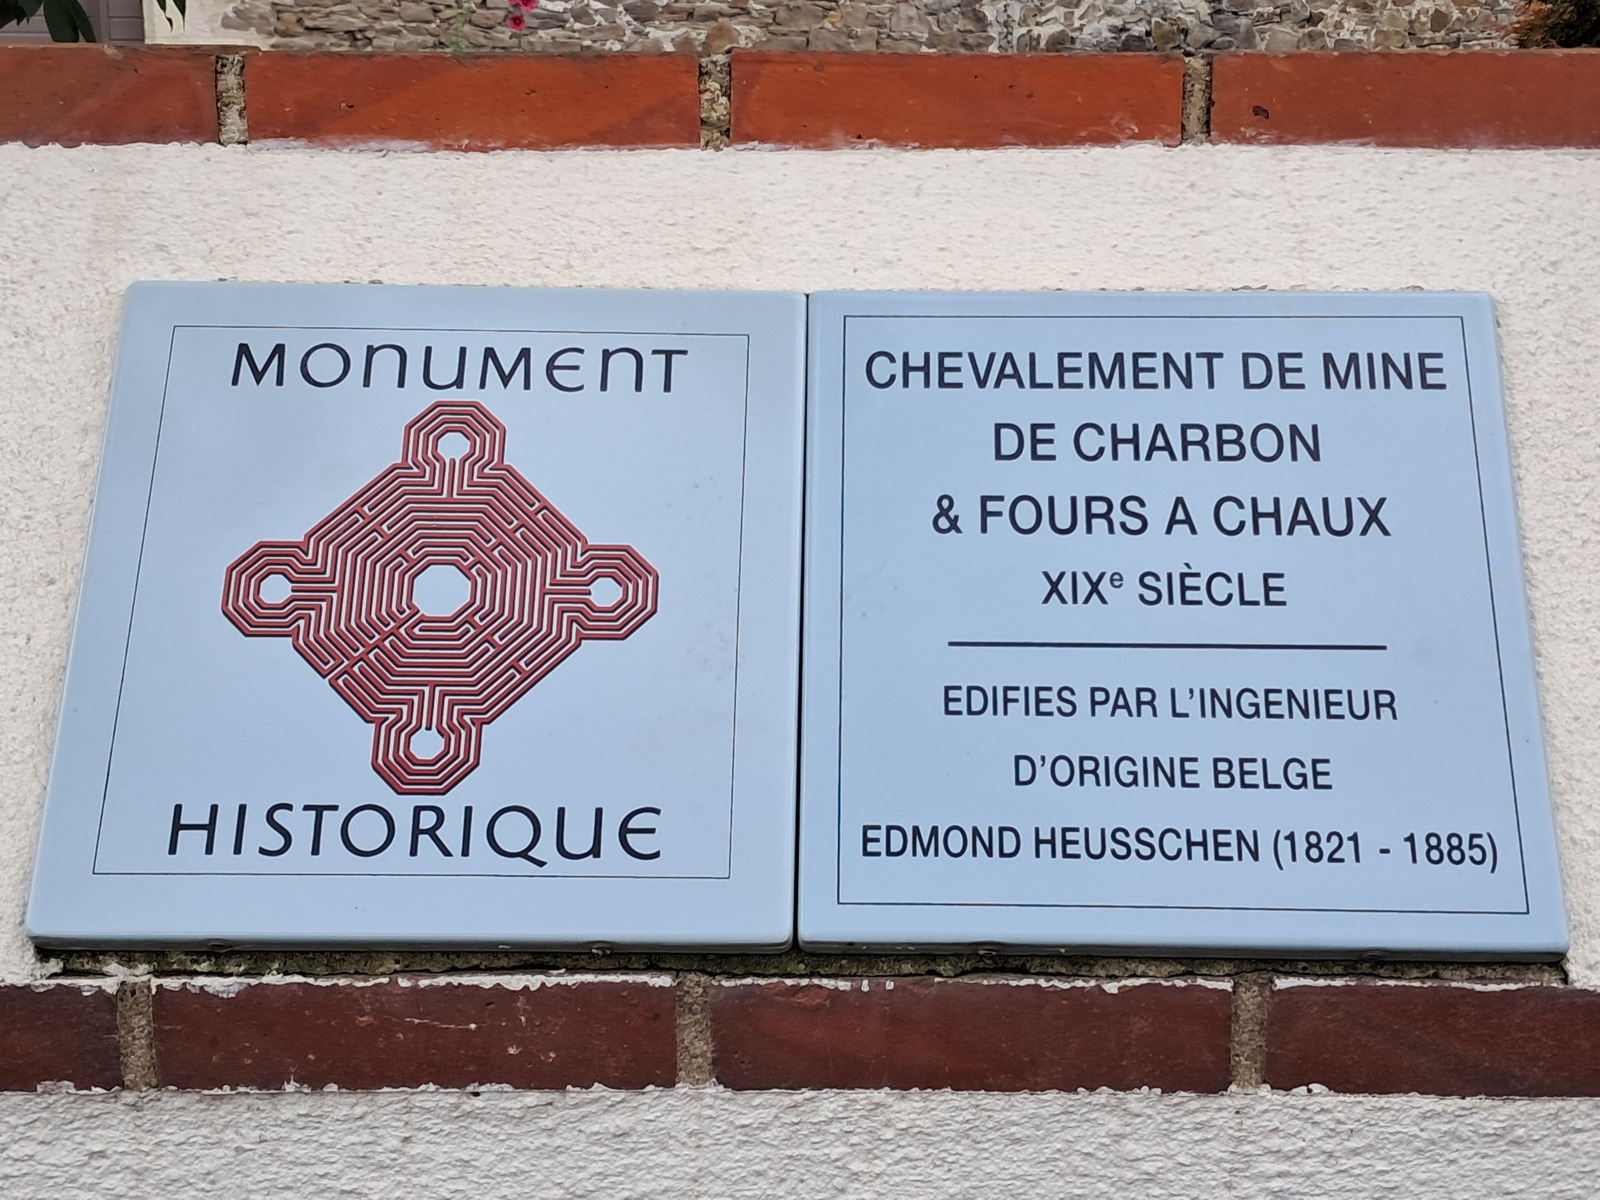 MONUMENT
HISTORIQUE
CHEVALEMENT DE MINE
DE CHARBON
& FOURS A CHAUX
XIXe SIÈCLE
EDIFIES PAR L'INGENIEUR
D'ORIGINE BELGE
EDMOND HEUSSCHEN (1821 - 1885)